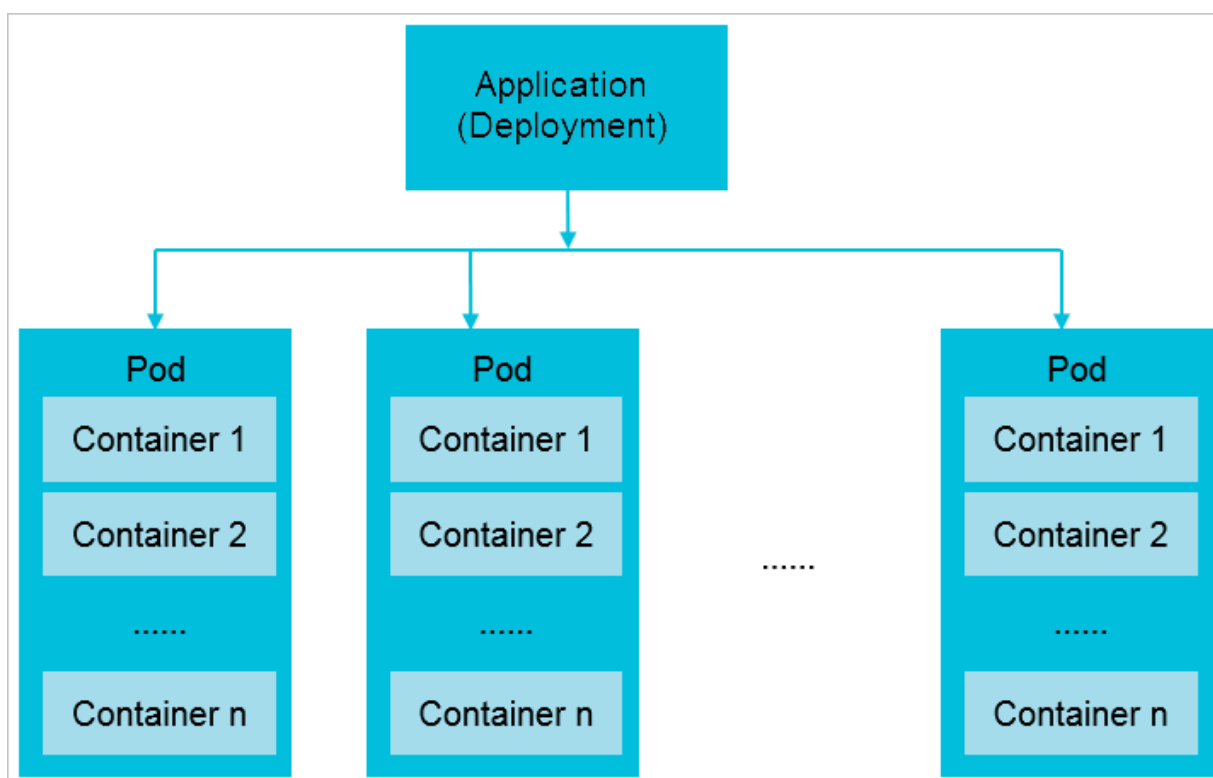 Application
(Deployment)
Pod
Container 1
Container 2
......
Container n
Pod
Container 1
Container 2
......
Container n
......
Pod
Container 1
Container 2
......
Container n